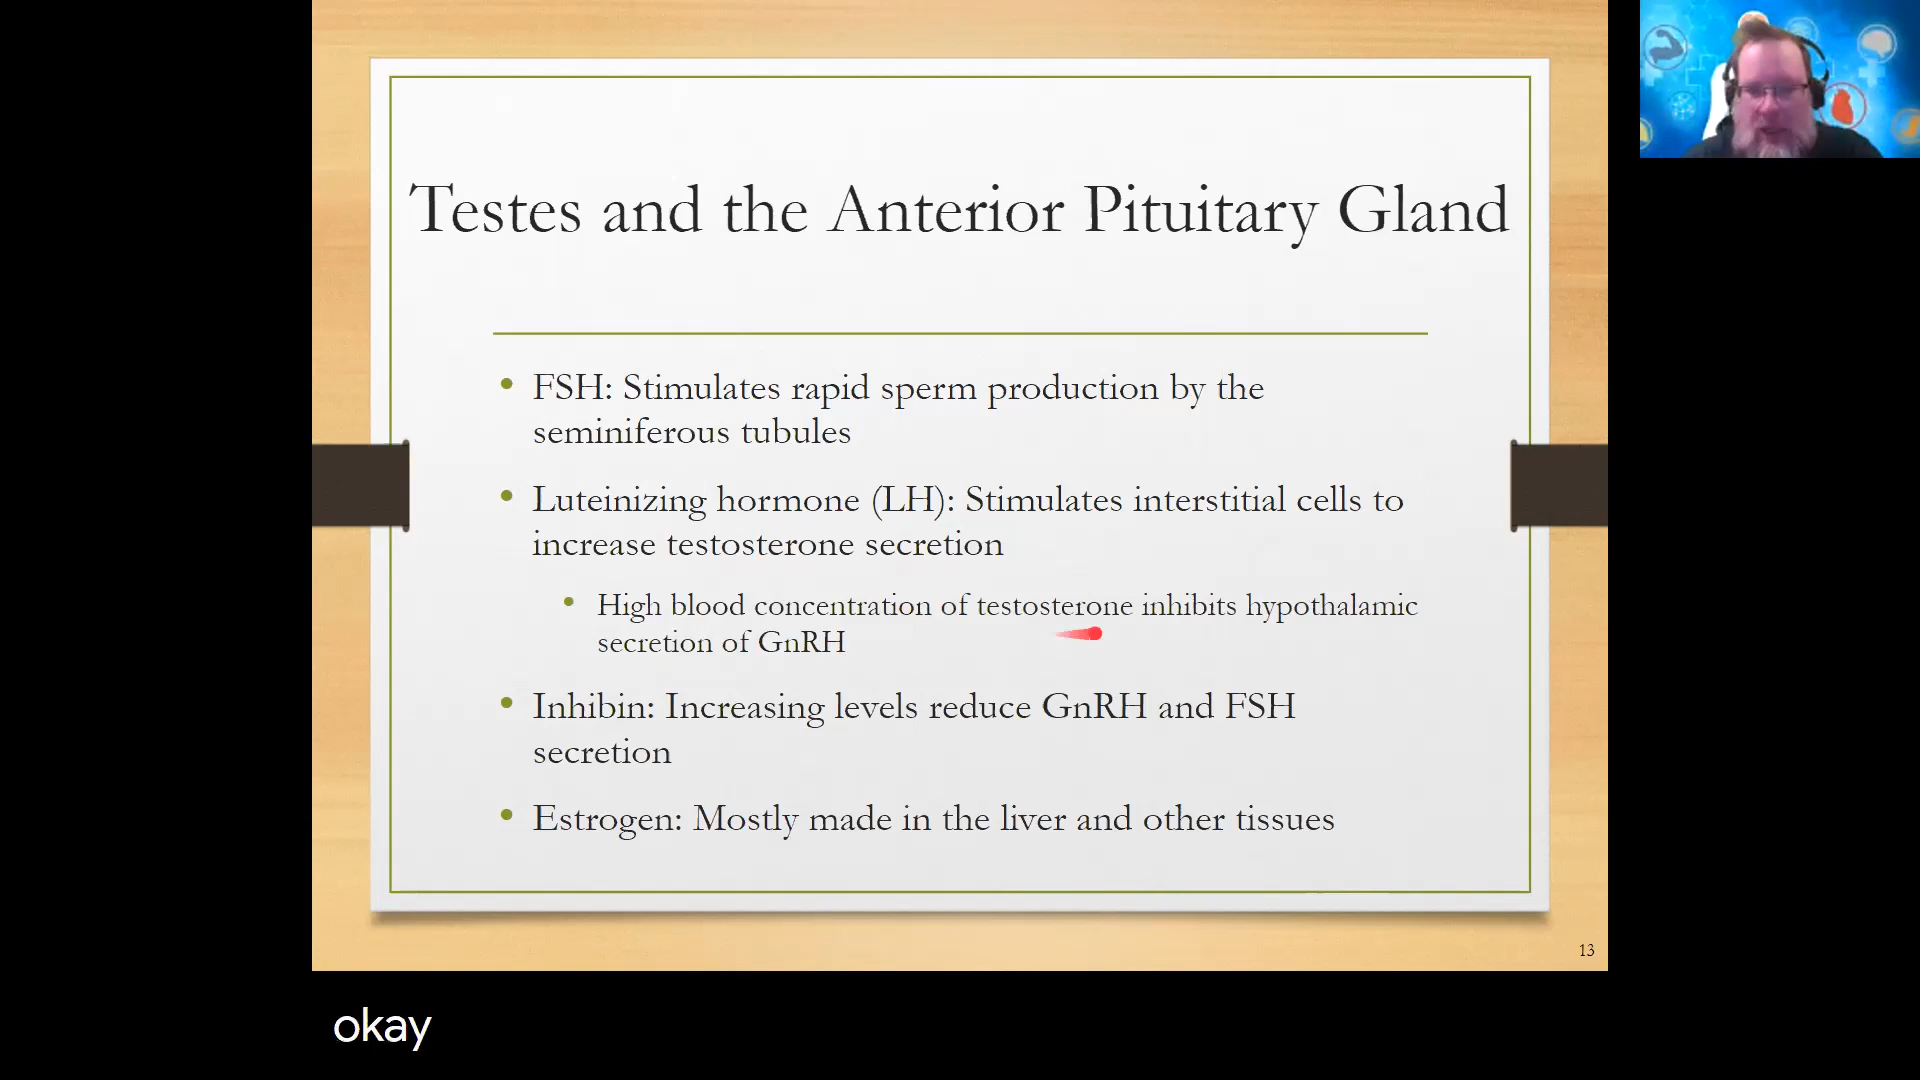 Testes and the Anterior Pituitary Gland
• FSH: Stimulates rapid sperm production by the
seminiferous tubules
• Luteinizing hormone (LH): Stimulates interstitial cells to
increase testosterone secretion
• High blood concentration of testosterone inhibits hypothalamic
secretion of GnRH
• Inhibin: Increasing levels reduce GnRH and FSH
secretion
• Estrogen: Mostly made in the liver and other tissues
13
okay